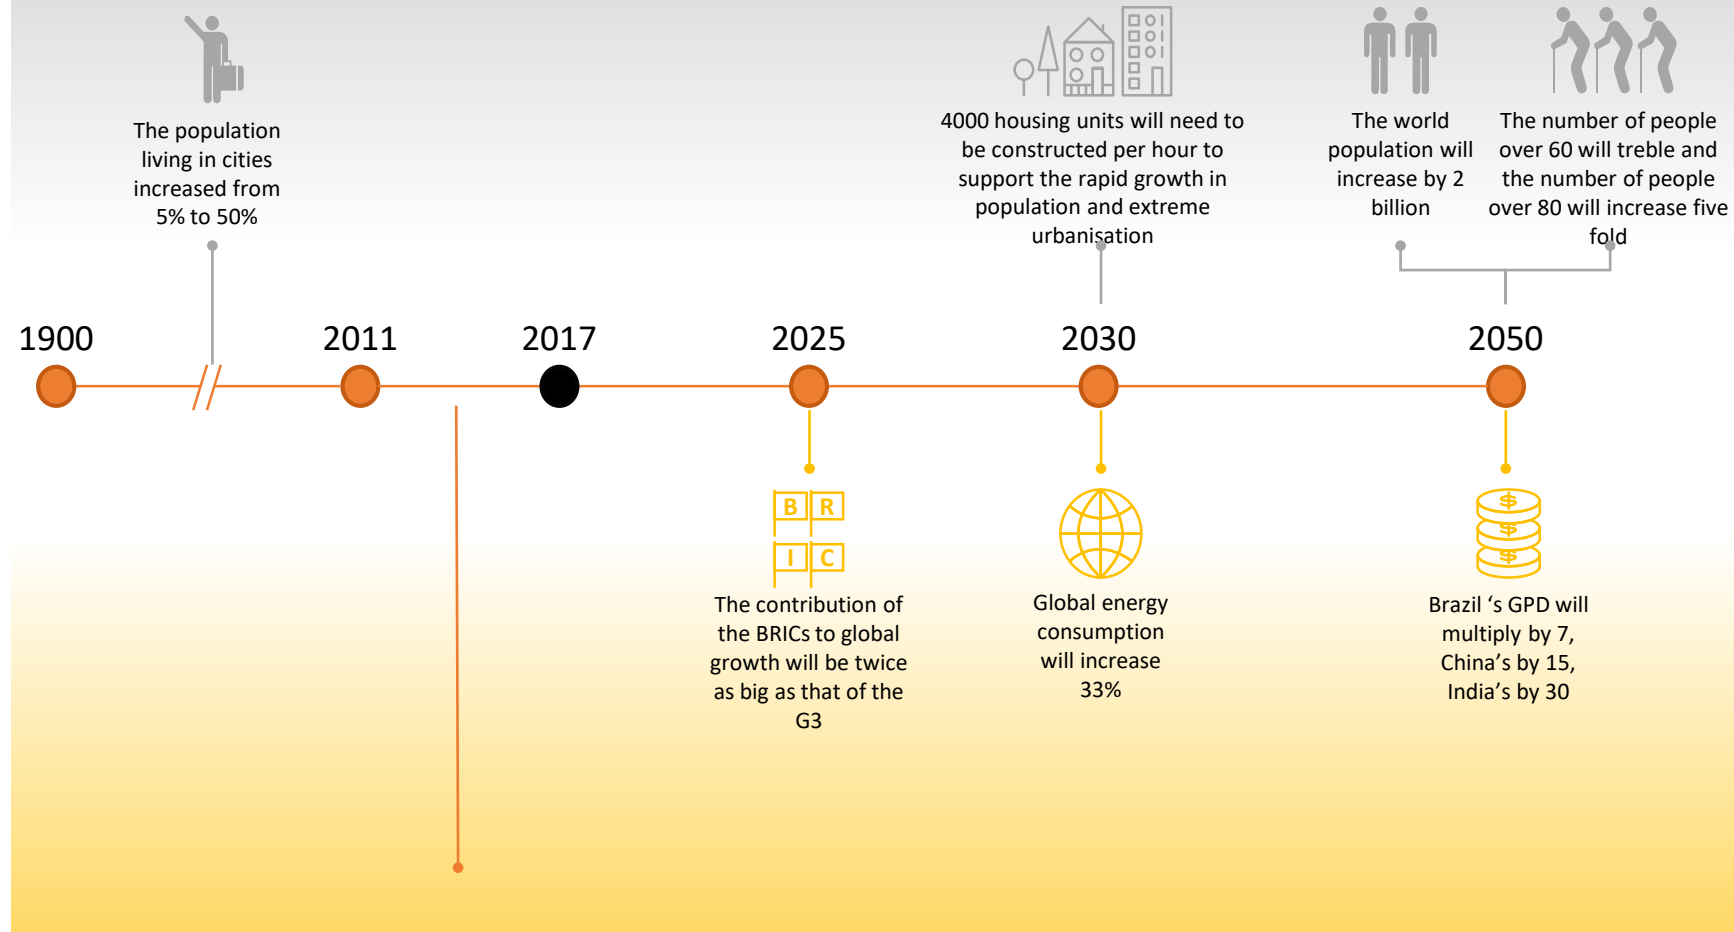 The population
living in cities
increased from
5% to 50%
4000 housing units will need to
be constructed per hour to
support the rapid growth in
population and extreme
urbanisation
The world
population will
increase by 2
billion
The number of people
over 60 will treble and
the number of people
over 80 will increase five
fold
1900
2011
2017
2025
2030
2050
B R
I C
The contribution of
the BRICs to global
growth will be twice
as big as that of the
G3
Global energy
consumption
will increase
33%
$
$
$
Brazil ‘s GPD will
multiply by 7,
China’s by 15,
India’s by 30